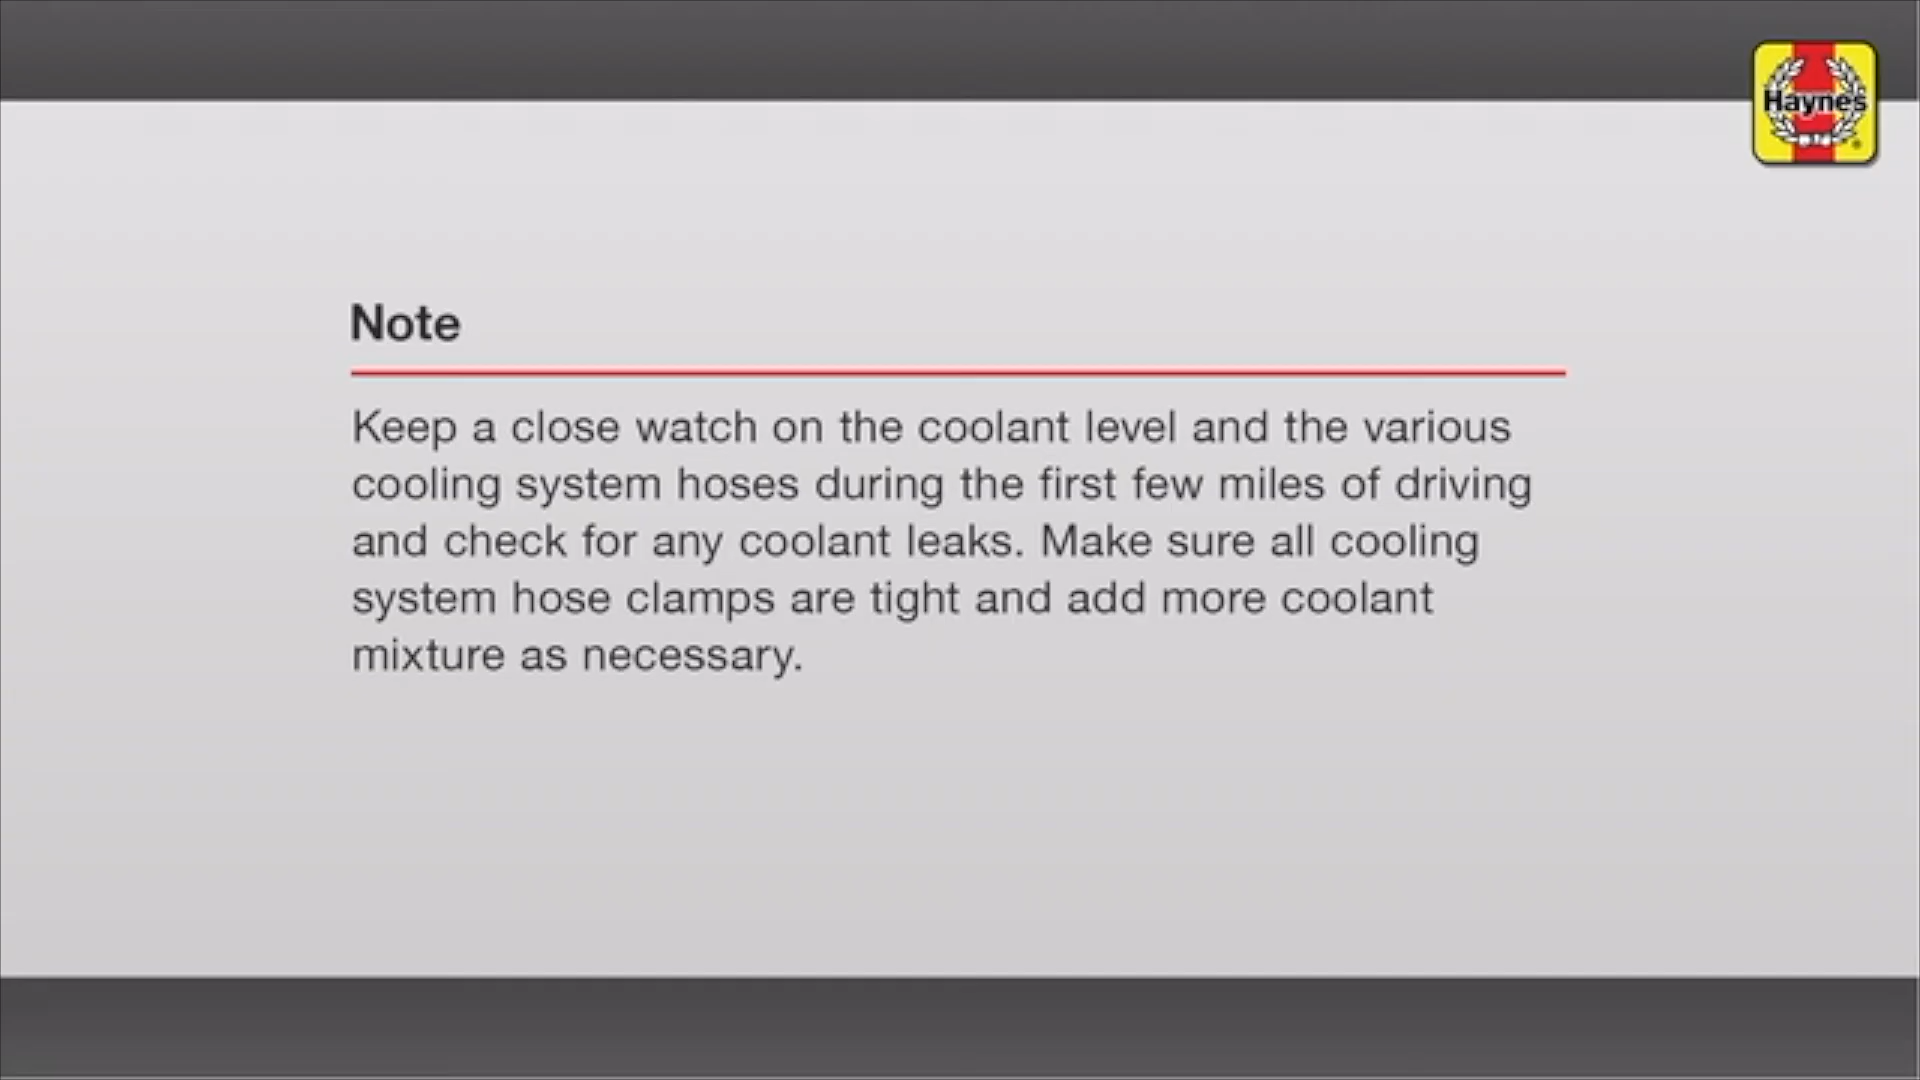 Haynes
Note
Keep a close watch on the coolant level and the various
cooling system hoses during the first few miles of driving
and check for any coolant leaks. Make sure all cooling
system hose clamps are tight and add more coolant
mixture as necessary.